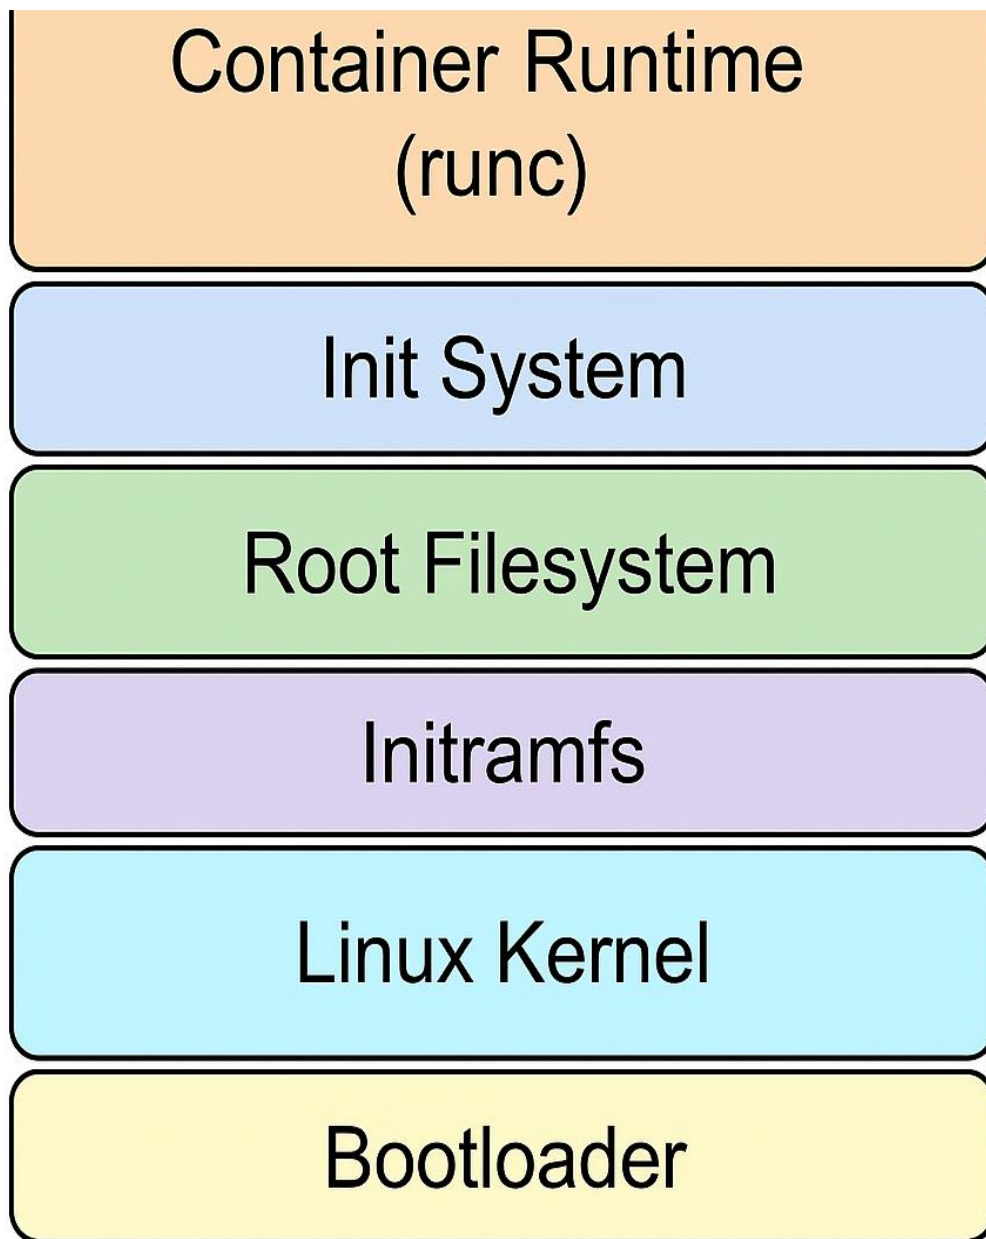 Container Runtime
(runc)
Init System
Root Filesystem
Initramfs
Linux Kernel
Bootloader